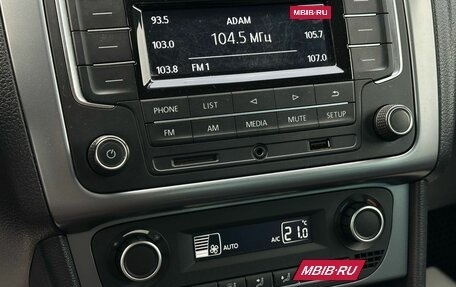 MBIB.RU
93.5 ADAM
103.0 104.5 МГц 105.7
103.8 FM 1 107.0
PHONE LIST
FM AM MEDIA MUTE SETUP
AUTO A/C 21.0 °C
MBIB.RU